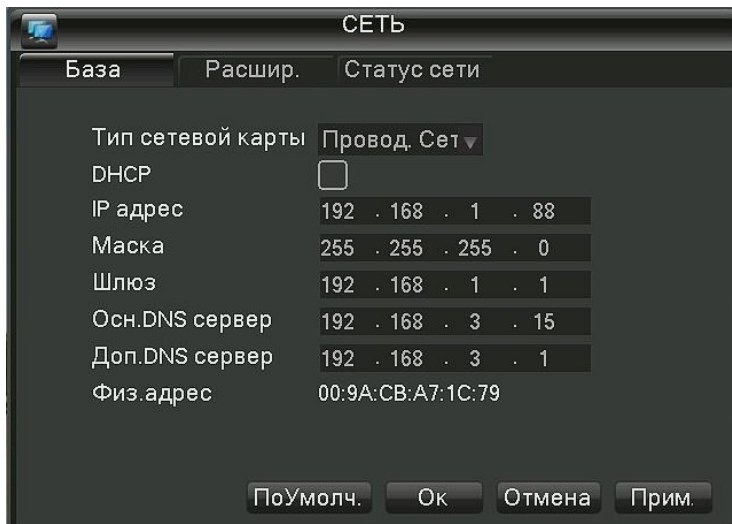 СЕТЬ
База Расшир. Статус сети
Тип сетевой карты Провод. Сет
DHCP
IP адрес 192 . 168 . 1 . 88
Маска 255 . 255 . 255 . 0
Шлюз 192 . 168 . 1 . 1
Осн.DNS сервер 192 . 168 . 3 . 15
Доп.DNS сервер 192 . 168 . 3 . 1
Физ.адрес 00:9A:CB:A7:1C:79
ПоУмолч. Ок Отмена Прим.